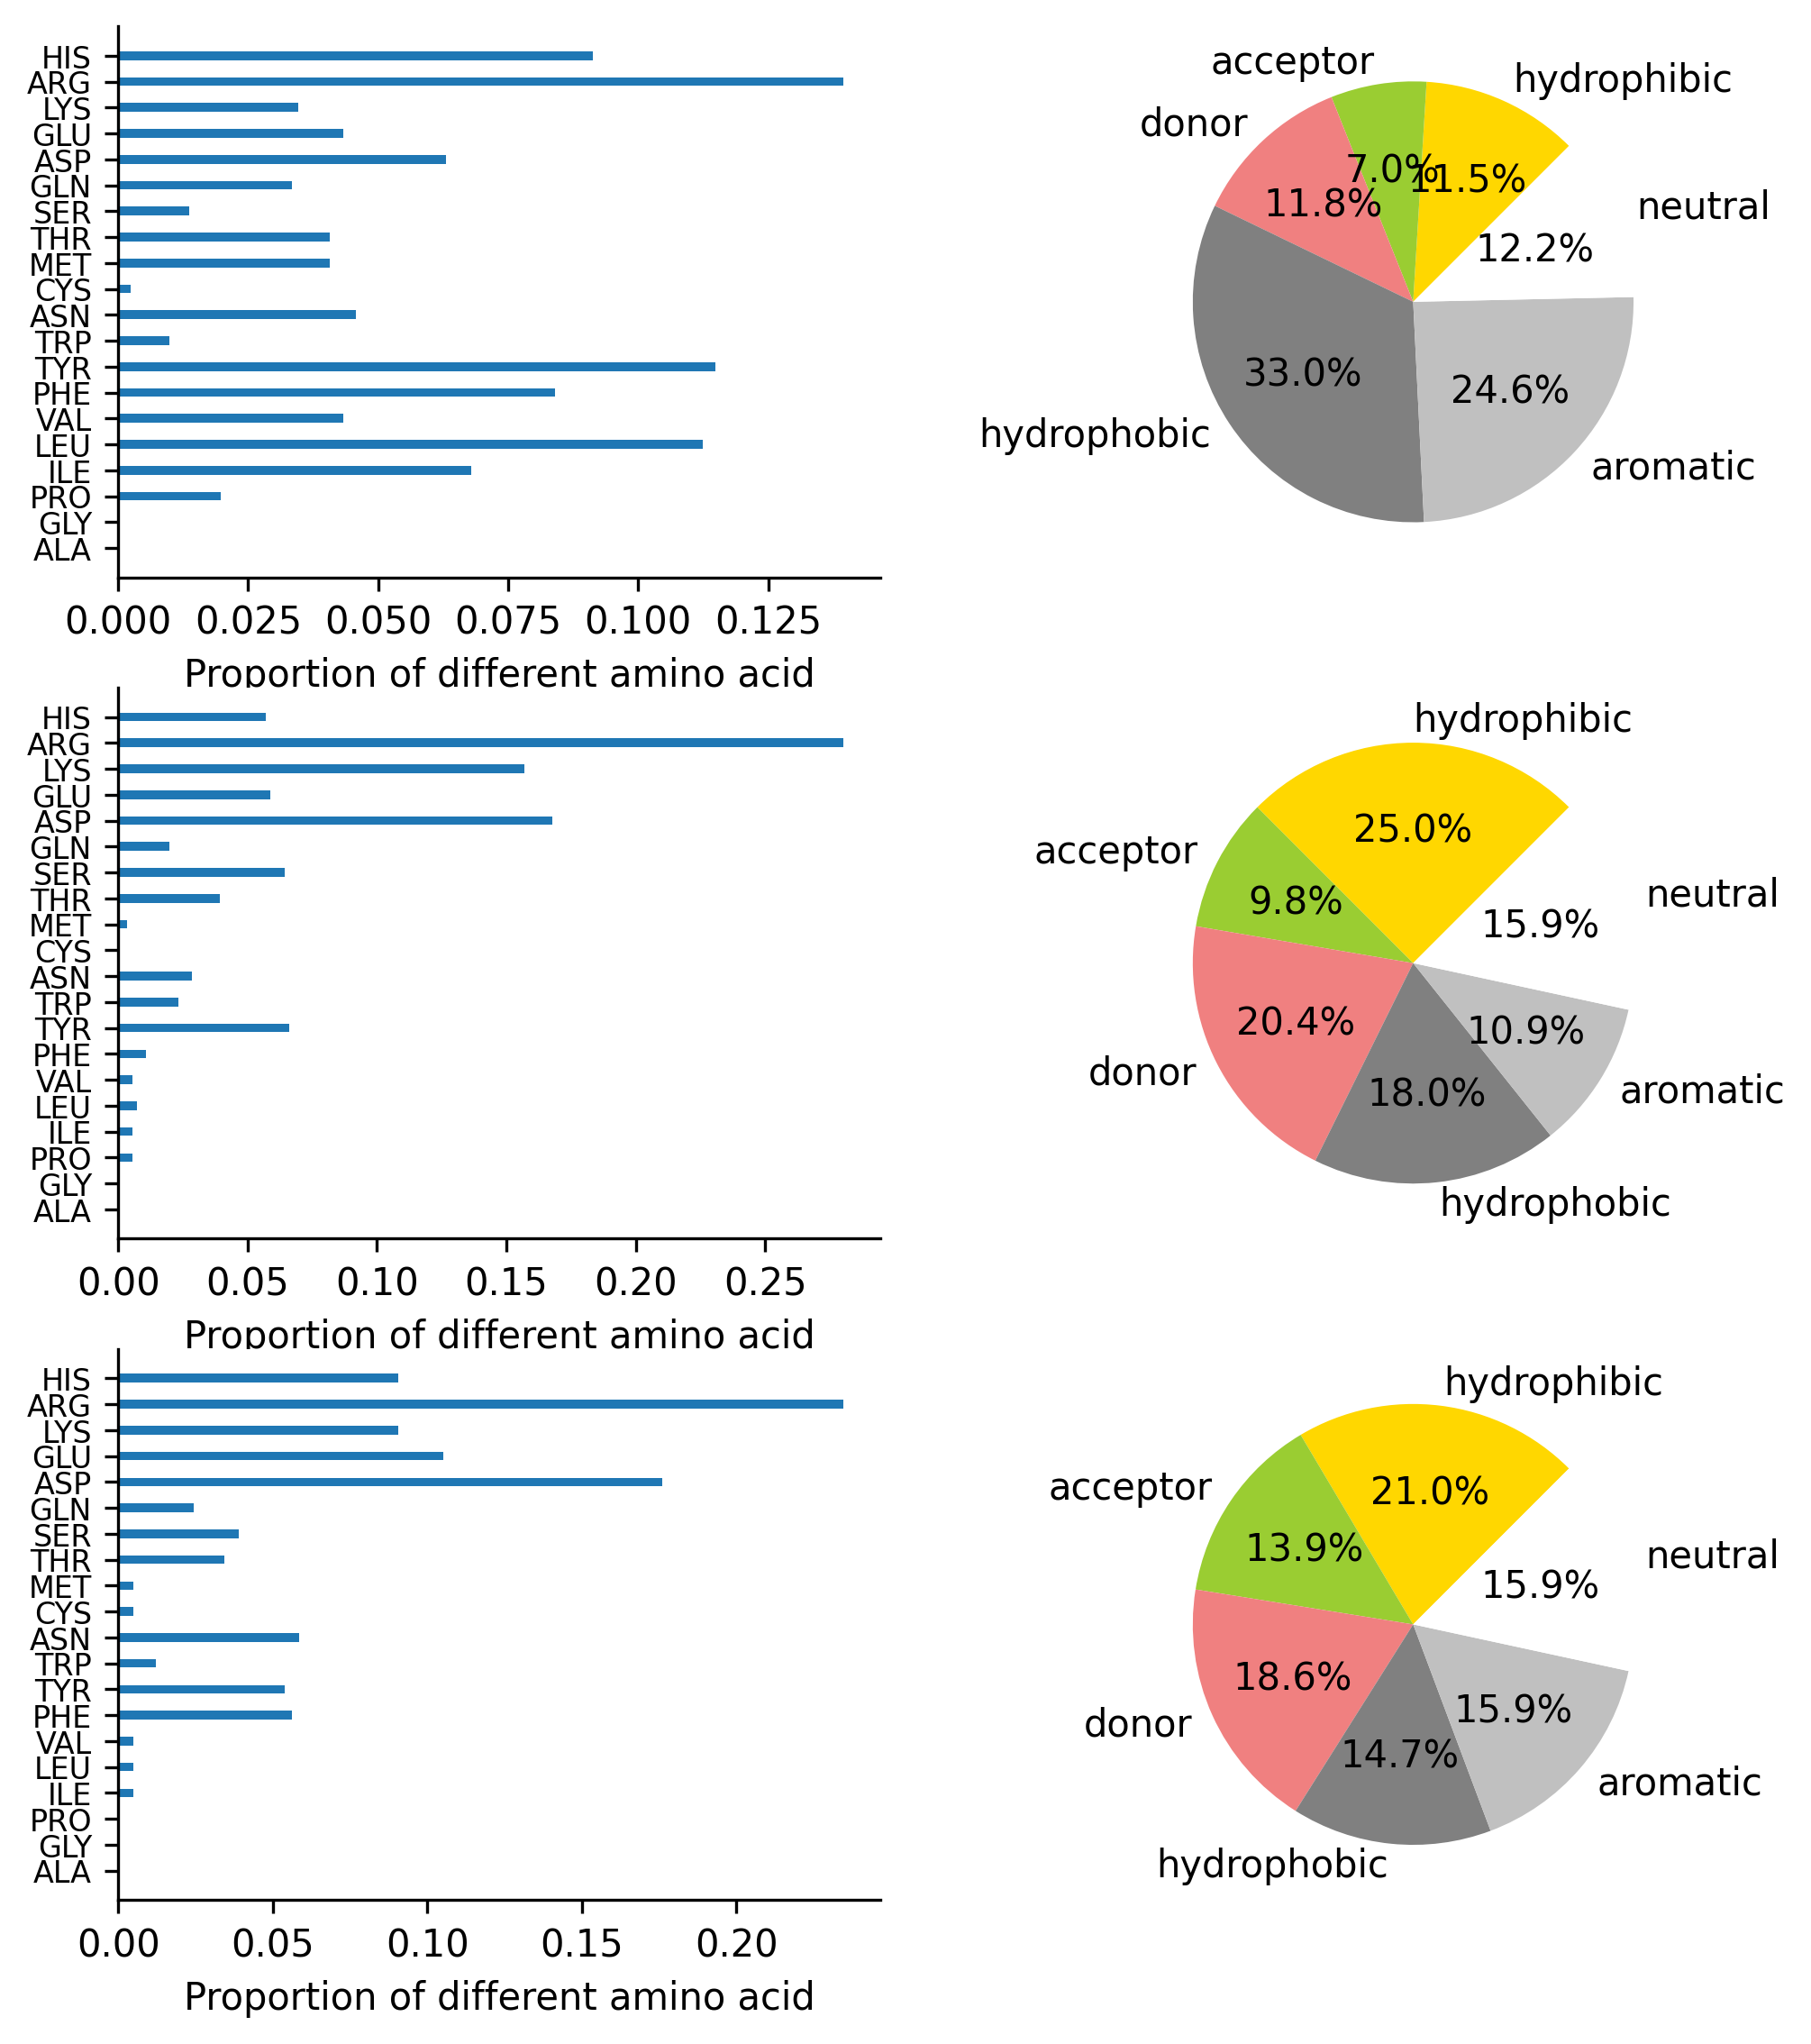 HIS
ARG
LYS
GLU
ASP
GLN
SER
THR
MET
CYS
ASN
TRP
TYR
PHE
VAL
LEU
ILE
PRO
GLY
ALA
0.000 0.025 0.050 0.075 0.100 0.125
Proportion of different amino acid
acceptor
hydrophibic
donor
7.0%
11.5%
11.8%
neutral
12.2%
33.0%
24.6%
hydrophobic
aromatic
HIS
ARG
LYS
GLU
ASP
GLN
SER
THR
MET
CYS
ASN
TRP
TYR
PHE
VAL
LEU
ILE
PRO
GLY
ALA
0.00 0.05 0.10 0.15 0.20 0.25
Proportion of different amino acid
hydrophibic
25.0%
acceptor
9.8%
neutral
15.9%
20.4%
10.9%
donor
18.0%
aromatic
hydrophobic
HIS
ARG
LYS
GLU
ASP
GLN
SER
THR
MET
CYS
ASN
TRP
TYR
PHE
VAL
LEU
ILE
PRO
GLY
ALA
0.00 0.05 0.10 0.15 0.20
Proportion of different amino acid
hydrophibic
acceptor
21.0%
13.9%
neutral
15.9%
18.6%
15.9%
donor
14.7%
aromatic
hydrophobic